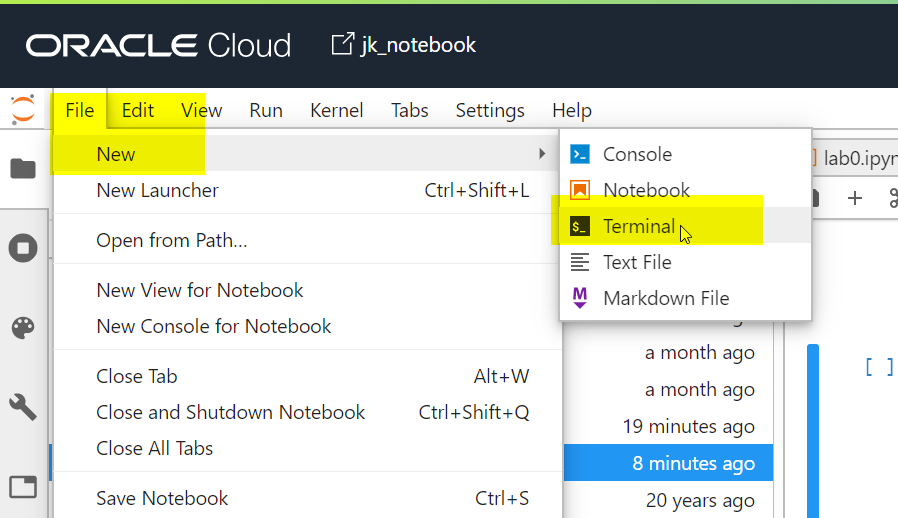 ORACLE Cloud jk_notebook
File Edit View Run Kernel Tabs Settings Help
New
New Launcher Ctrl+Shift+L
Open from Path...
New View for Notebook
New Console for Notebook
Close Tab Alt+W
Close and Shutdown Notebook Ctrl+Shift+Q
Close All Tabs
Save Notebook Ctrl+S
Console
Notebook
$_ Terminal
Text File
M Markdown File
lab0.ipyn
a month ago
a month ago
19 minutes ago
8 minutes ago
20 years ago
[ ]